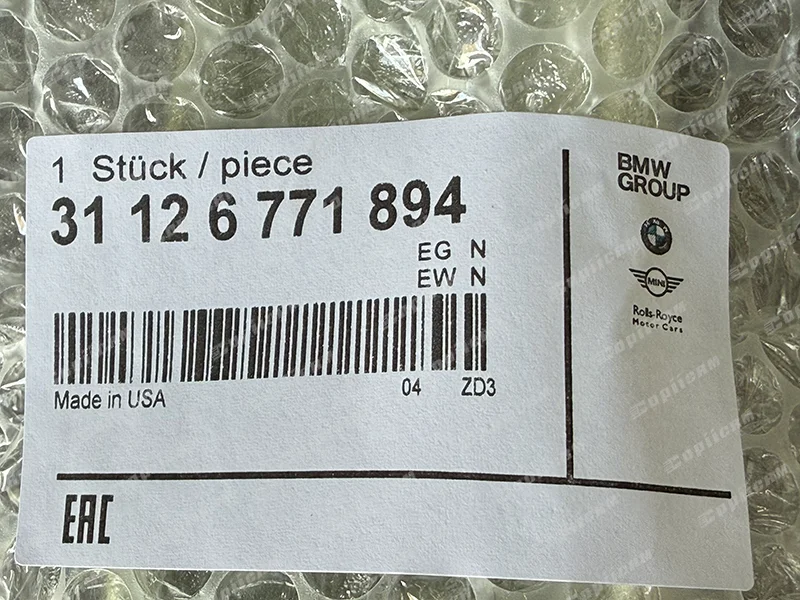 1 Stück / piece
31 12 6 771 894
EG N
EW N
Made in USA 04 ZD3
EAC
BMW
GROUP
MINI
Rolls-Royce
Motor Cars